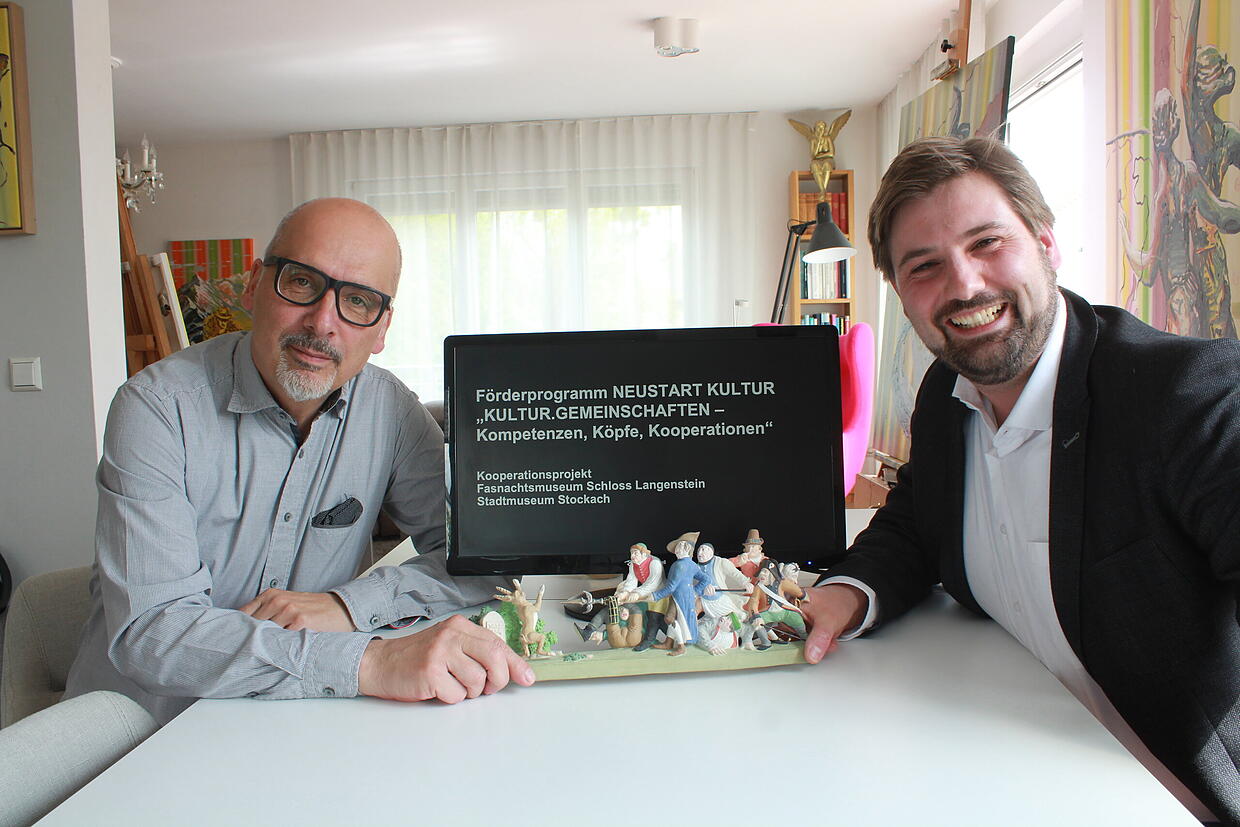 Förderprogramm NEUSTART KULTUR
„KULTUR.GEMEINSCHAFTEN –
Kompetenzen, Köpfe, Kooperationen“
Kooperationsprojekt
Fasnachtsmuseum Schloss Langenstein
Stadtmuseum Stockach